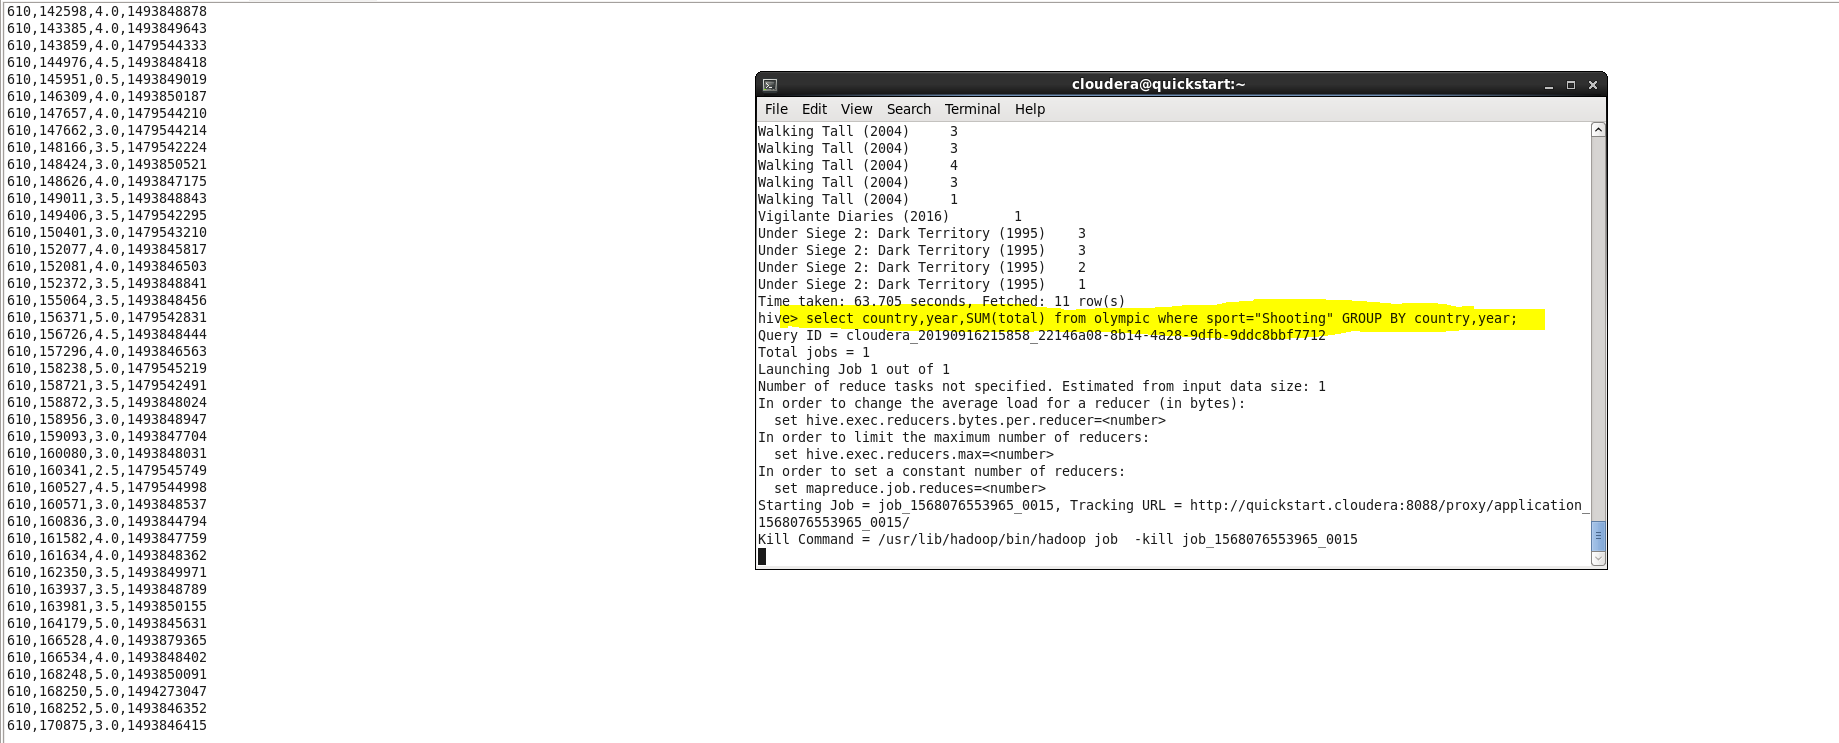 610,142598,4.0,1493848878
610,143385,4.0,1493849643
610,143859,4.0,1479544333
610,144976,4.5,1493848418
610,145951,0.5,1493849019
610,146309,4.0,1493850187
610,147657,4.0,1479544210
610,147662,3.0,1479544214
610,148166,3.5,1479542224
610,148424,3.0,1493850521
610,148626,4.0,1493847175
610,149011,3.5,1493848843
610,149406,3.5,1479542295
610,150401,3.0,1479543210
610,152077,4.0,1493845817
610,152081,4.0,1493846503
610,152372,3.5,1493848841
610,155064,3.5,1493848456
610,156371,5.0,1479542831
610,156726,4.5,1493848444
610,157296,4.0,1493846563
610,158238,5.0,1479545219
610,158721,3.5,1479542491
610,158872,3.5,1493848024
610,158956,3.0,1493848947
610,159093,3.0,1493847704
610,160080,3.0,1493848031
610,160341,2.5,1479545749
610,160527,4.5,1479544998
610,160571,3.0,1493848537
610,160836,3.0,1493844794
610,161582,4.0,1493847759
610,161634,4.0,1493848362
610,162350,3.5,1493849971
610,163937,3.5,1493848789
610,163981,3.5,1493850155
610,164179,5.0,1493845631
610,166528,4.0,1493879365
610,166534,4.0,1493848402
610,168248,5.0,1493850091
610,168250,5.0,1494273047
610,168252,5.0,1493846352
610,170875,3.0,1493846415
cloudera@quickstart:~
File Edit View Search Terminal Help
Walking Tall (2004) 3
Walking Tall (2004) 3
Walking Tall (2004) 4
Walking Tall (2004) 3
Walking Tall (2004) 1
Vigilante Diaries (2016) 1
Under Siege 2: Dark Territory (1995) 3
Under Siege 2: Dark Territory (1995) 3
Under Siege 2: Dark Territory (1995) 2
Under Siege 2: Dark Territory (1995) 1
Time taken: 63.705 seconds, Fetched: 11 row(s)
hive> select country,year,SUM(total) from olympic where sport="Shooting" GROUP BY country,year;
Query ID = cloudera_20190916215858_22146a08-8b14-4a28-9dfb-9ddc8bbf7712
Total jobs = 1
Launching Job 1 out of 1
Number of reduce tasks not specified. Estimated from input data size: 1
In order to change the average load for a reducer (in bytes):
set hive.exec.reducers.bytes.per.reducer=<number>
In order to limit the maximum number of reducers:
set hive.exec.reducers.max=<number>
In order to set a constant number of reducers:
set mapreduce.job.reduces=<number>
Starting Job = job_1568076553965_0015, Tracking URL = http://quickstart.cloudera:8088/proxy/application_
1568076553965_0015/
Kill Command = /usr/lib/hadoop/bin/hadoop job -kill job_1568076553965_0015